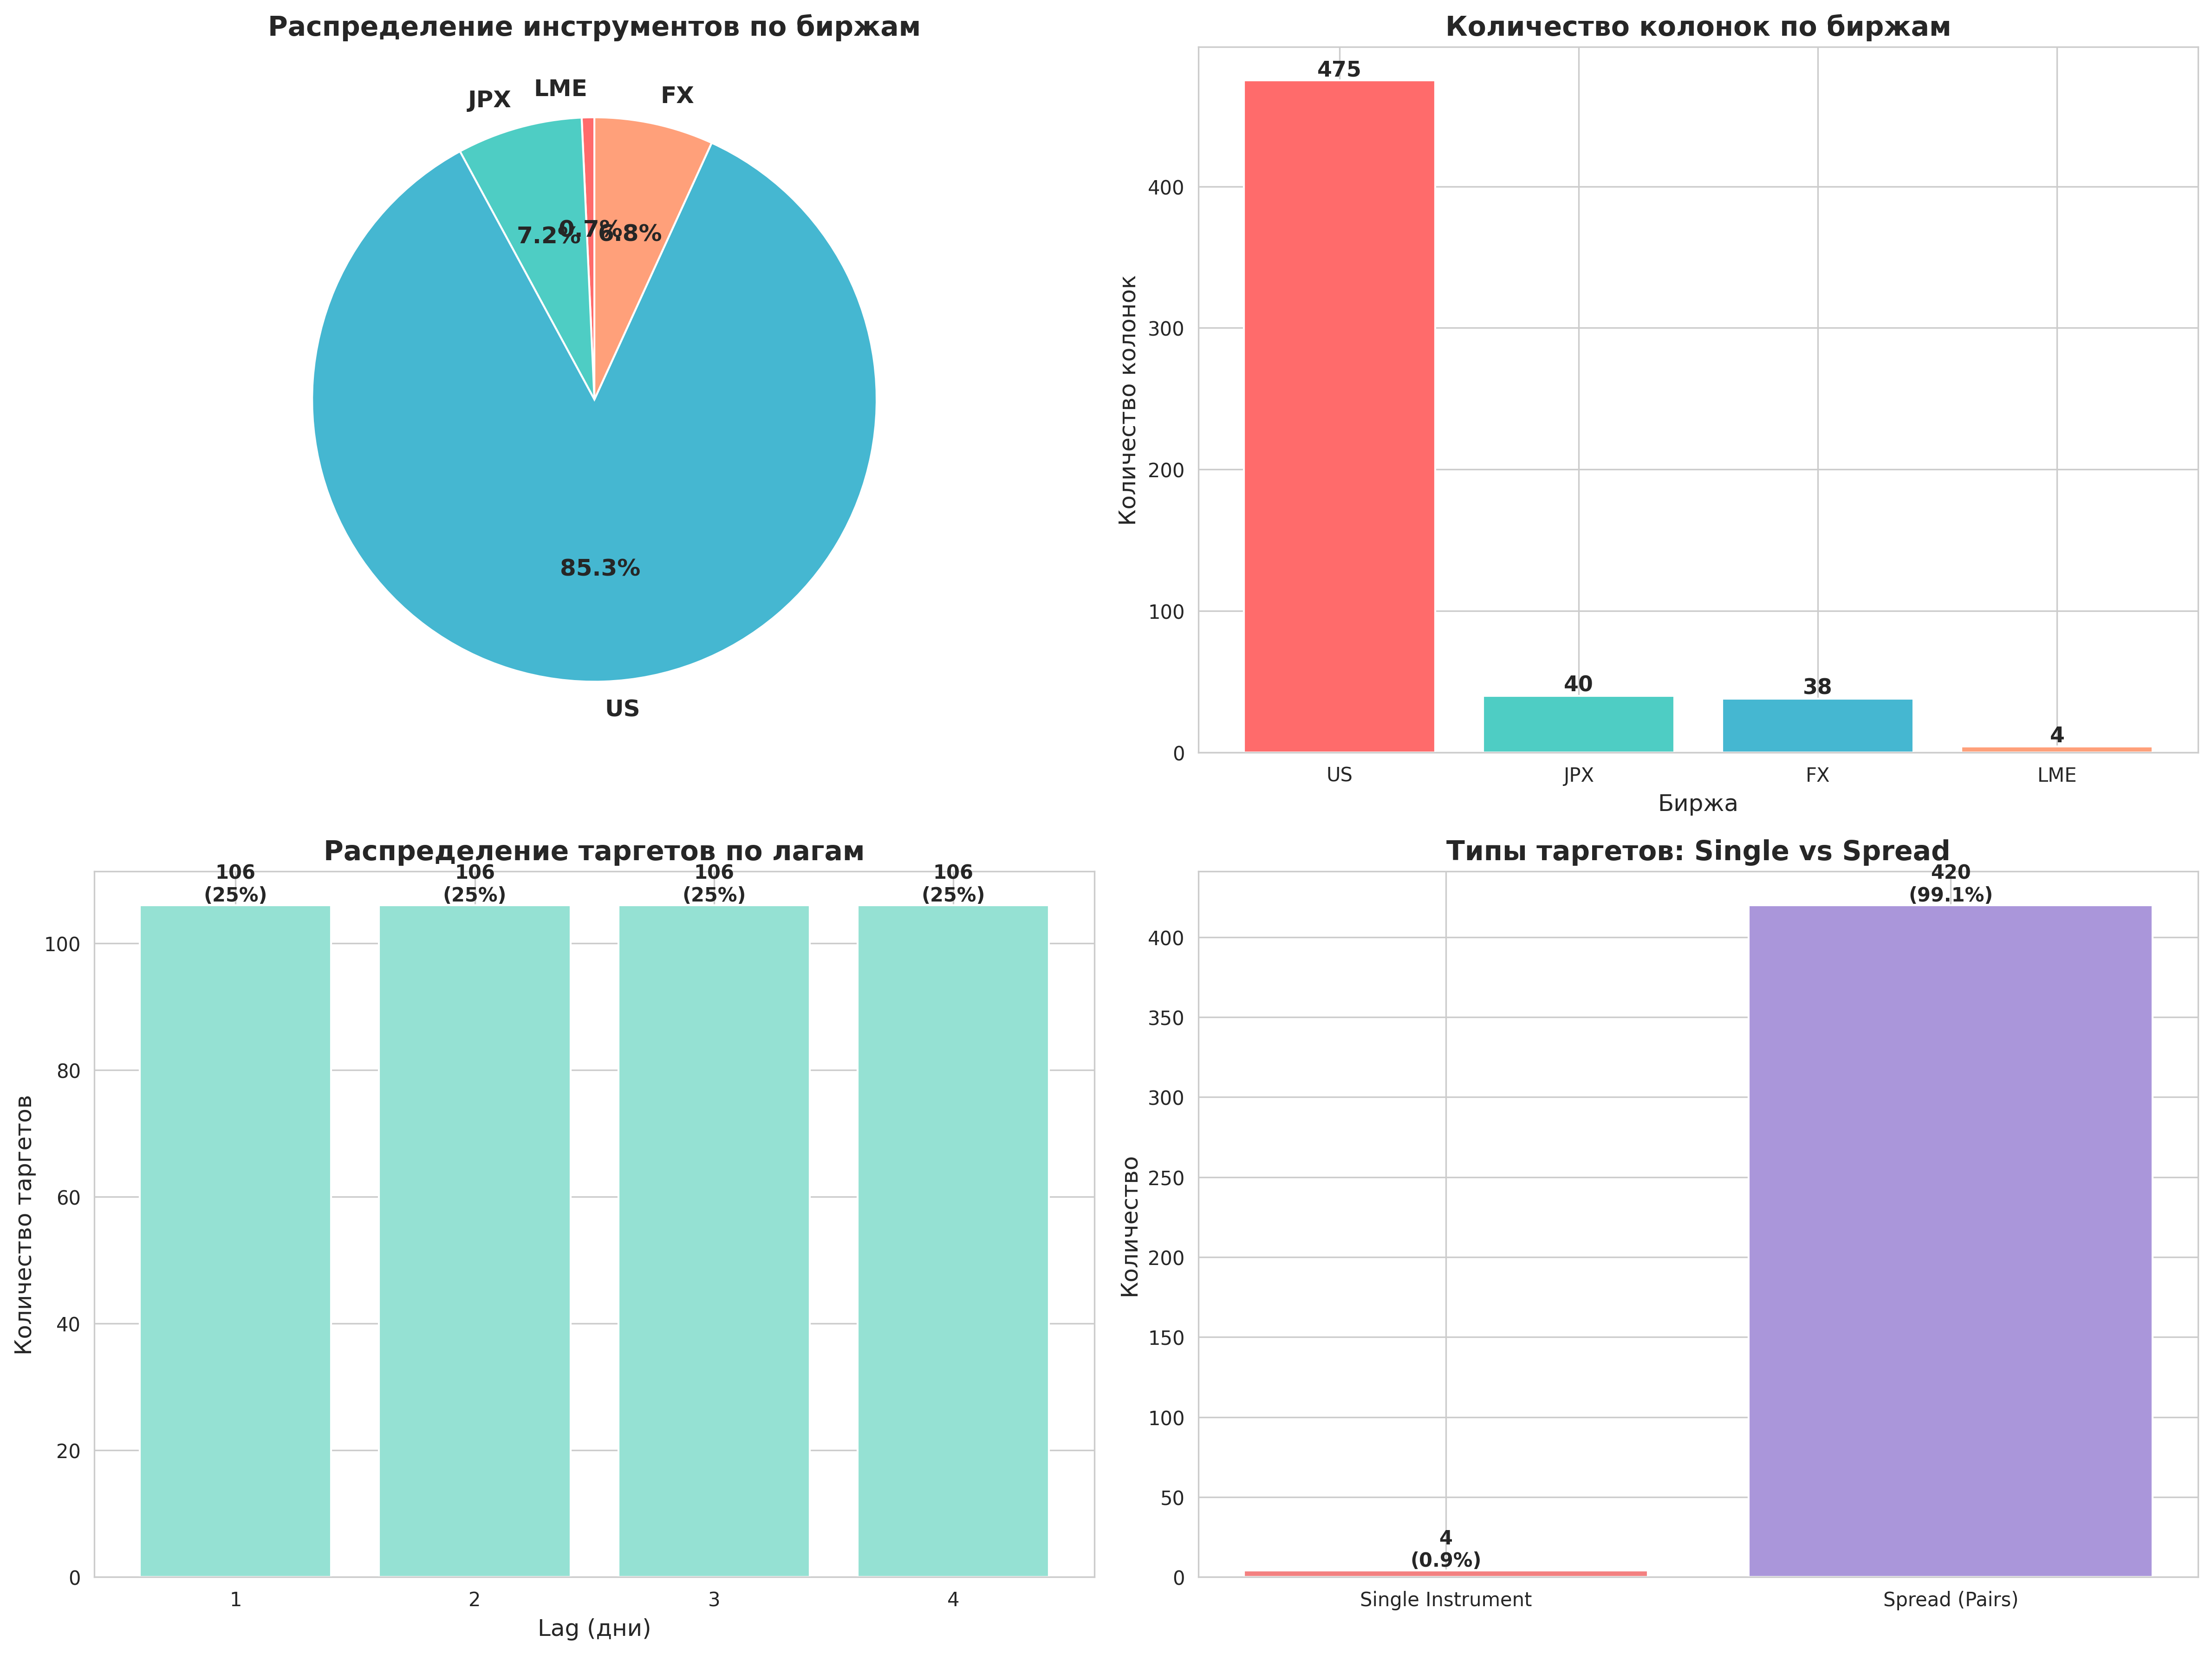 Распределение инструментов по биржам
JPX
LME
FX
7.2%
0.7%
6.8%
85.3%
US
Количество колонок по биржам
Количество колонок
400
300
200
100
0
475
40
38
4
US
JPX
FX
LME
Биржа
Распределение таргетов по лагам
106
(25%)
106
(25%)
106
(25%)
106
(25%)
Количество таргетов
100
80
60
40
20
0
1
2
3
4
Lag (дни)
Типы таргетов: Single vs Spread
420
(99.1%)
4
(0.9%)
Количество
400
350
300
250
200
150
100
50
0
Single Instrument
Spread (Pairs)